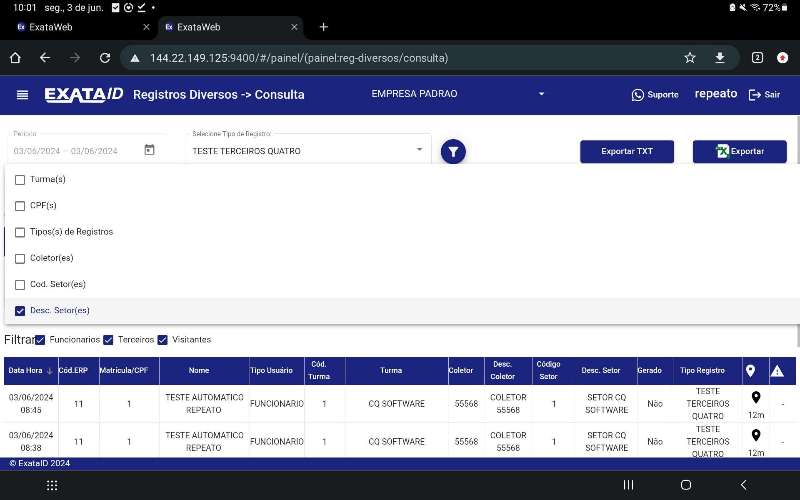 10:01 seg., 3 de jun. 72%
ExataWeb ExataWeb
144.22.149.125:9400/#/painel/(painel:reg-diversos/consulta) 2
EXATAID Registros Diversos -> Consulta EMPRESA PADRAO Suporte repeato Sair
Período Selecione Tipo de Registro:
03/06/2024 – 03/06/2024 TESTE TERCEIROS QUATRO Exportar TXT Exportar
Turma(s)
CPF(s)
Tipos(s) de Registros
Coletor(es)
Cod. Setor(es)
Desc. Setor(es)
Filtrar Funcionarios Terceiros Visitantes
Data Hora Cód.ERP Matrícula/CPF Nome Tipo Usuário Cód. Turma Turma Coletor Desc. Coletor Código Setor Desc. Setor Gerado Tipo Registro
03/06/2024 08:45 11 1 TESTE AUTOMATICO REPEATO FUNCIONARIO 1 CQ SOFTWARE 55568 COLETOR 55568 1 SETOR CQ SOFTWARE Não TESTE TERCEIROS QUATRO 12m -
03/06/2024 08:38 11 1 TESTE AUTOMATICO REPEATO FUNCIONARIO 1 CQ SOFTWARE 55568 COLETOR 55568 1 SETOR CQ SOFTWARE Não TESTE TERCEIROS QUATRO 12m -
© ExataID 2024